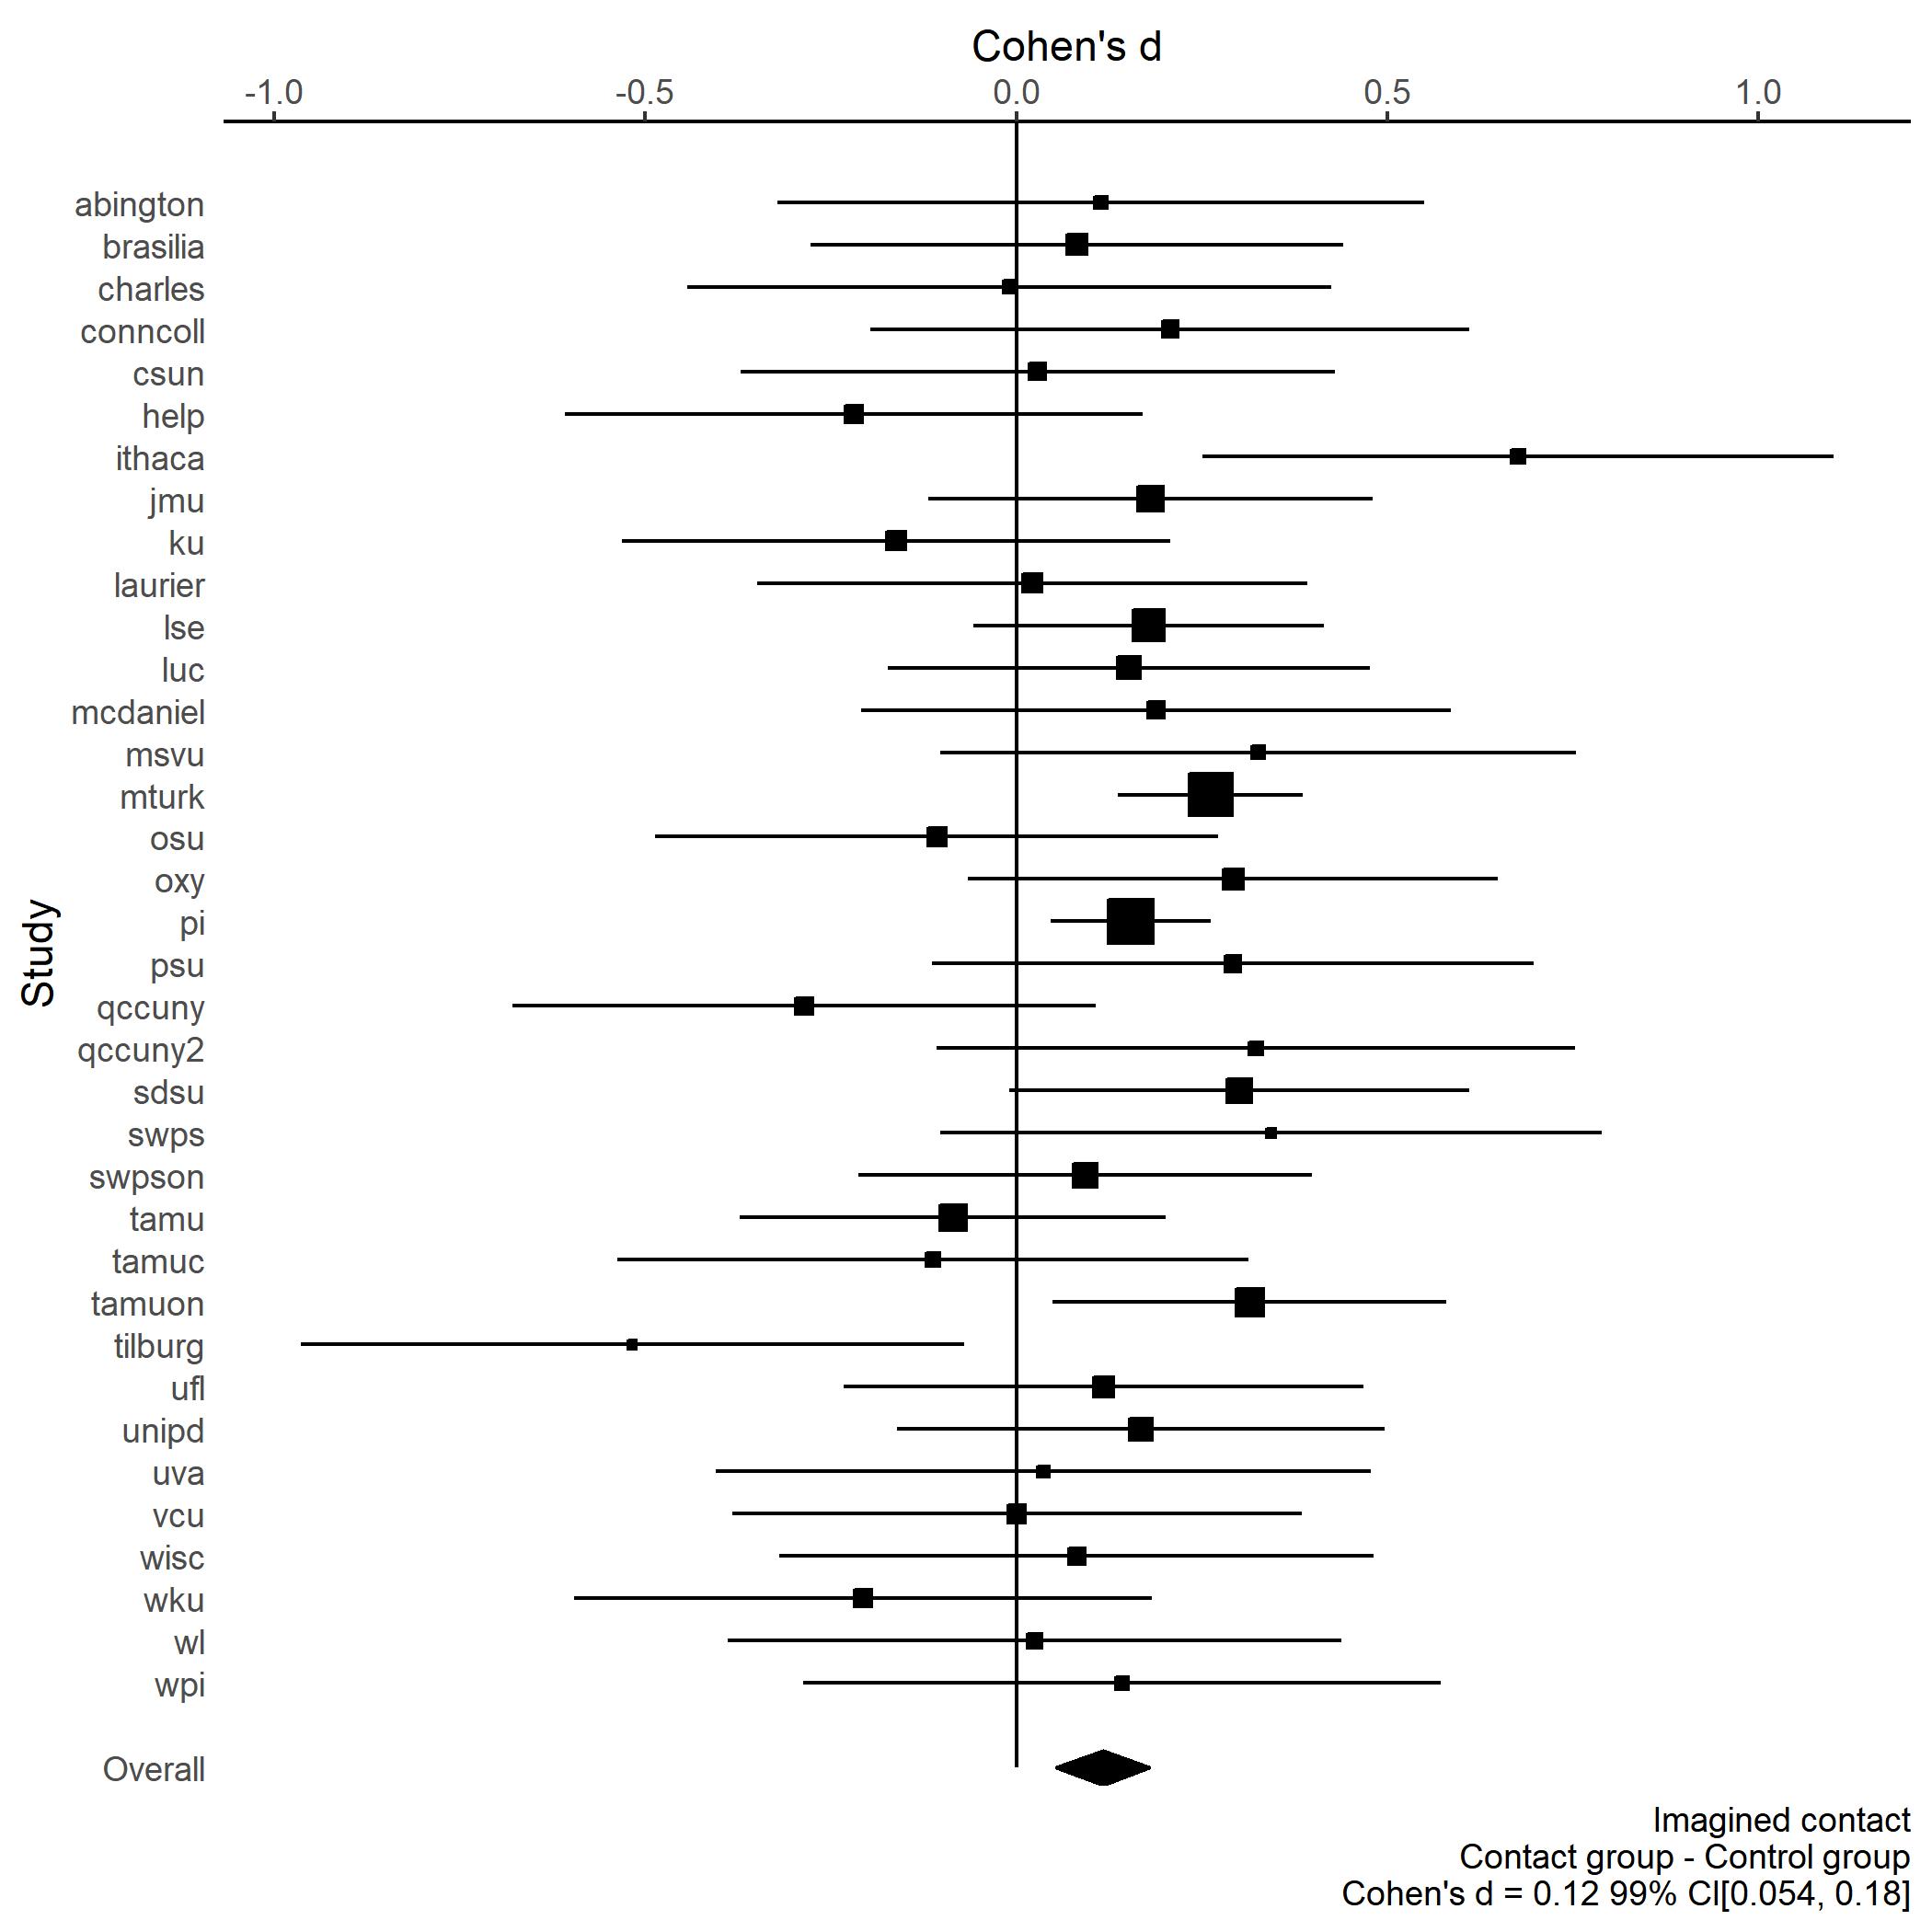 Cohen's d
-1.0 -0.5 0.0 0.5 1.0
abington
brasilia
charles
conncoll
csun
help
ithaca
jmu
ku
laurier
lse
luc
mcdaniel
msvu
mturk
osu
oxy
pi
psu
qccuny
qccuny2
sdsu
swps
swpson
tamu
tamuc
tamuon
tilburg
ufl
unipd
uva
vcu
wisc
wku
wl
wpi
Overall
Study
Imagined contact
Contact group - Control group
Cohen's d = 0.12 99% CI[0.054, 0.18]